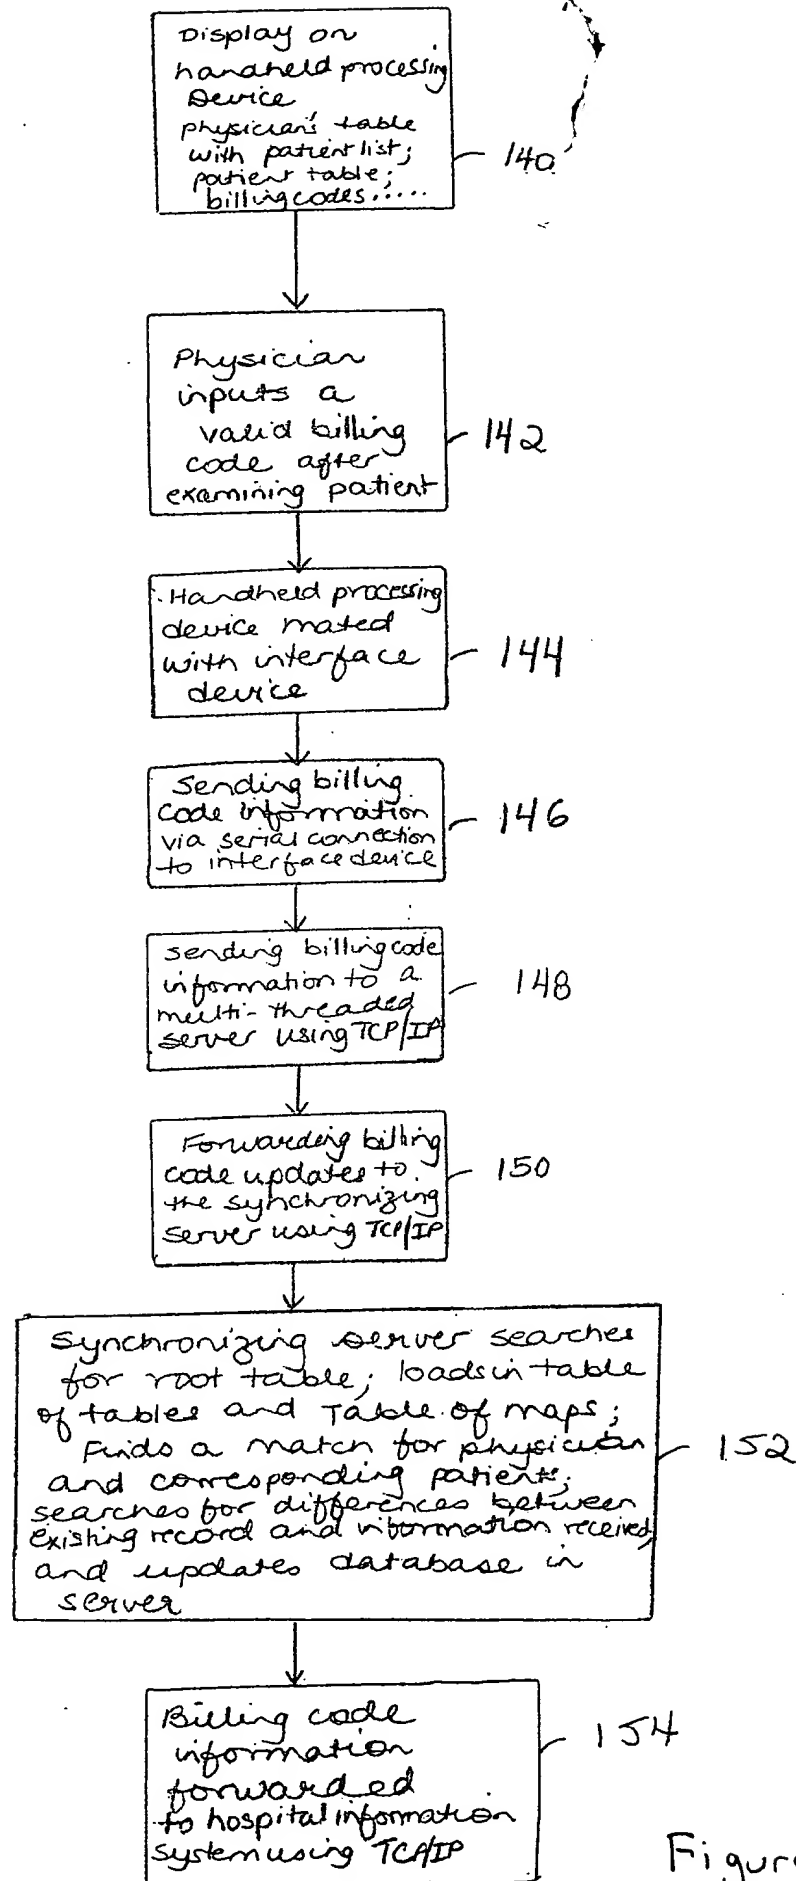 Display on
handheld processing
Device
physician's table
with patient list;
patient table;
billing codes.....
140
Physician
inputs a
valid billing
code after
examining patient
142
Handheld processing
device mated
with interface
device
144
Sending billing
code information
via serial connection
to interface device
146
sending billing code
information to a
multi-threaded
server using TCP/IP
148
Forwarding billing
code updates to
the synchronizing
server using TCP/IP
150
Synchronizing server searches
for root table; loads in table
of tables and Table of maps;
Finds a match for physician
and corresponding patients;
searches for differences between
existing record and information received;
and updates database in
server
152
Billing code
information
forwarded
to hospital information
system using TCP/IP
154
Figure